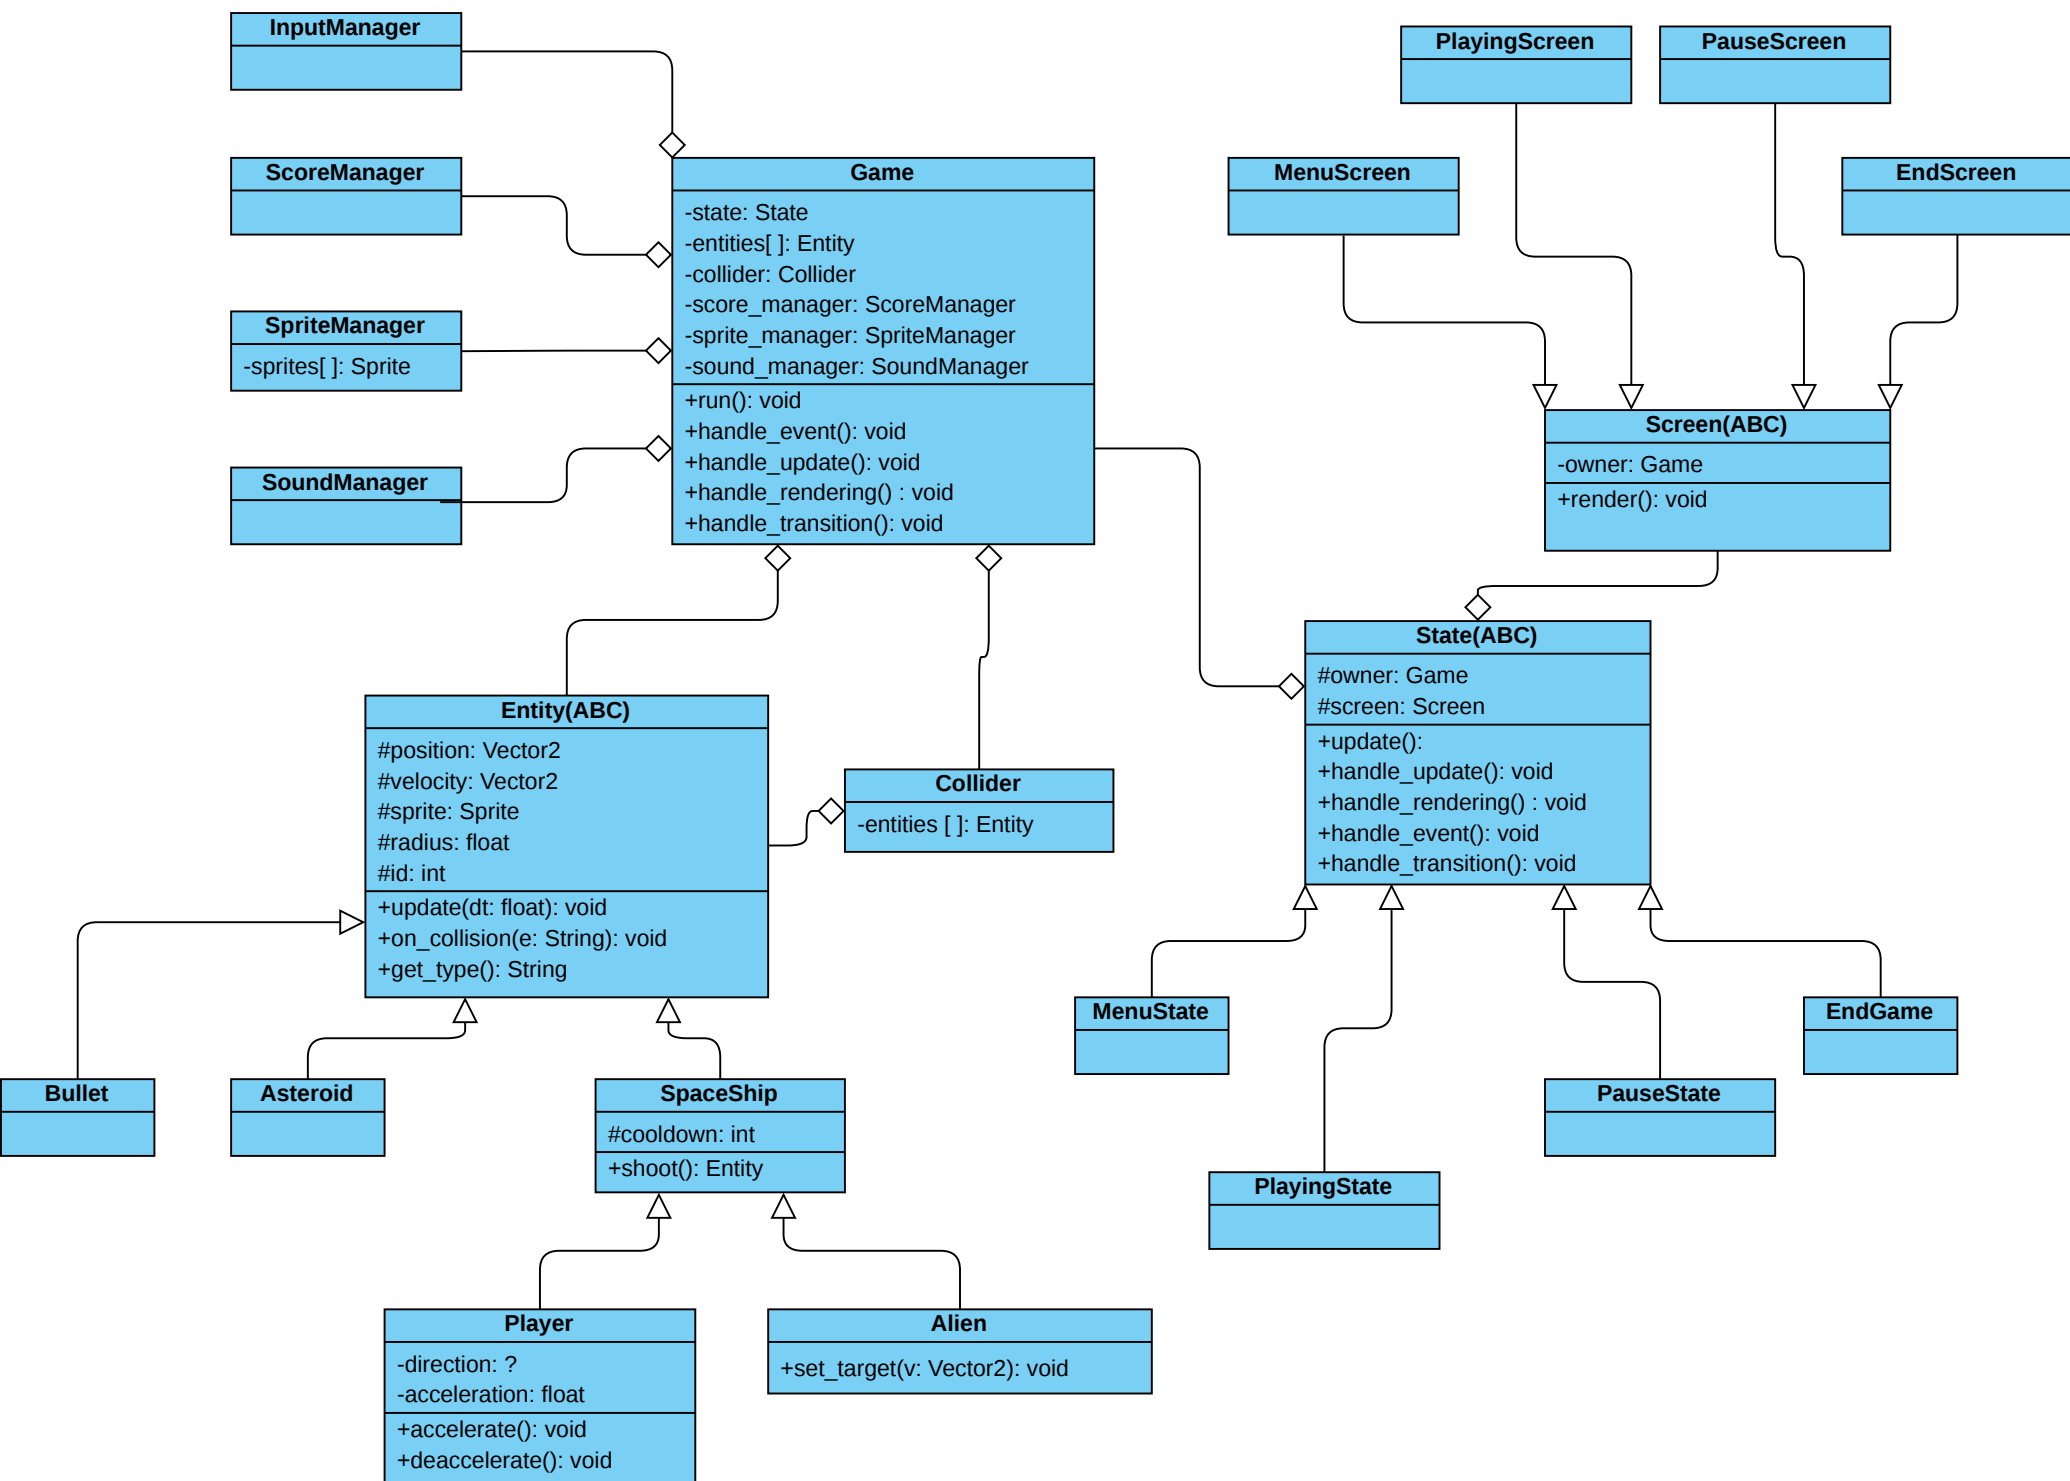 InputManager
ScoreManager
SpriteManager
-sprites[ ]: Sprite
SoundManager
Game
-state: State
-entities[ ]: Entity
-collider: Collider
-score_manager: ScoreManager
-sprite_manager: SpriteManager
-sound_manager: SoundManager
+run(): void
+handle_event(): void
+handle_update(): void
+handle_rendering() : void
+handle_transition(): void
PlayingScreen
PauseScreen
MenuScreen
EndScreen
Screen(ABC)
-owner: Game
+render(): void
State(ABC)
#owner: Game
#screen: Screen
+update():
+handle_update(): void
+handle_rendering() : void
+handle_event(): void
+handle_transition(): void
Entity(ABC)
#position: Vector2
#velocity: Vector2
#sprite: Sprite
#radius: float
#id: int
+update(dt: float): void
+on_collision(e: String): void
+get_type(): String
Collider
-entities [ ]: Entity
MenuState
EndGame
PauseState
PlayingState
Bullet
Asteroid
SpaceShip
#cooldown: int
+shoot(): Entity
Player
-direction: ?
-acceleration: float
+accelerate(): void
+deaccelerate(): void
Alien
+set_target(v: Vector2): void